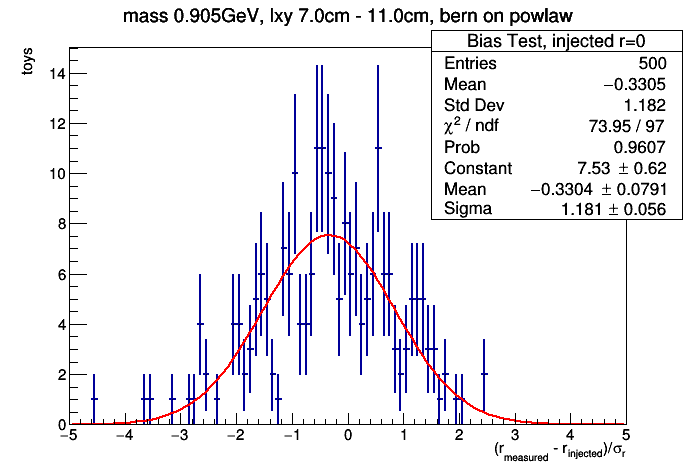 mass 0.905GeV, lxy 7.0cm - 11.0cm, bern on powlaw
Bias Test, injected r=0
Entries 500
Mean −0.3305
Std Dev 1.182
χ² / ndf 73.95 / 97
Prob 0.9607
Constant 7.53 ± 0.62
Mean −0.3304 ± 0.0791
Sigma 1.181 ± 0.056
toys
14
12
10
8
6
4
2
0
−5 −4 −3 −2 −1 0 1 2 3 4 5
(r_measured - r_injected)/σ_r